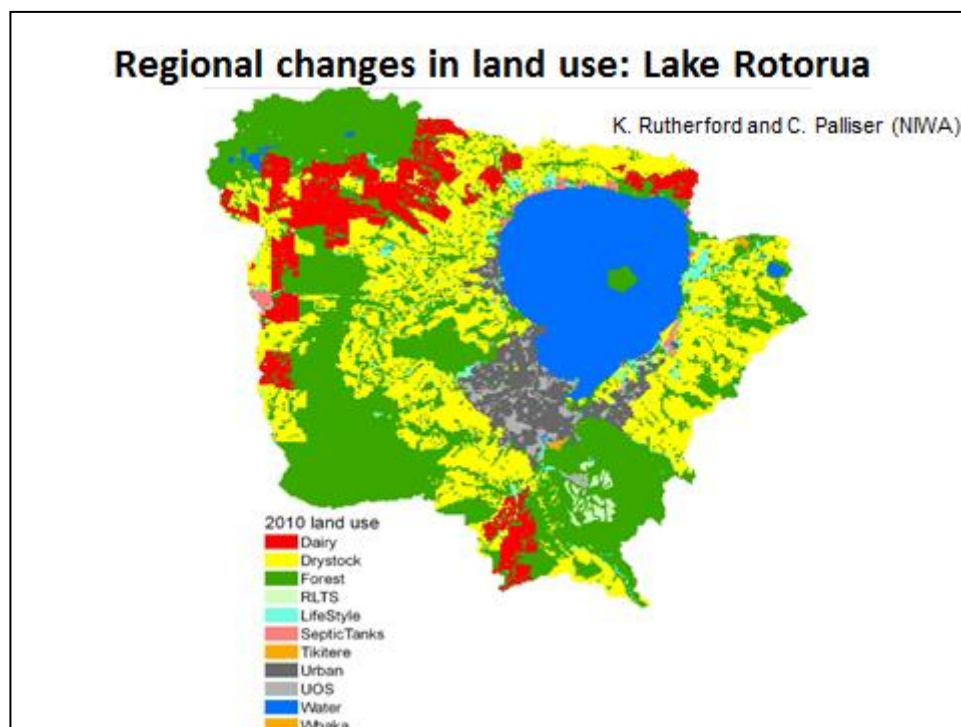 Regional changes in land use: Lake Rotorua
K. Rutherford and C. Palliser (NIWA)
2010 land use
Dairy
Drystock
Forest
RLTS
LifeStyle
SepticTanks
Tikitere
Urban
UOS
Water
Whaka